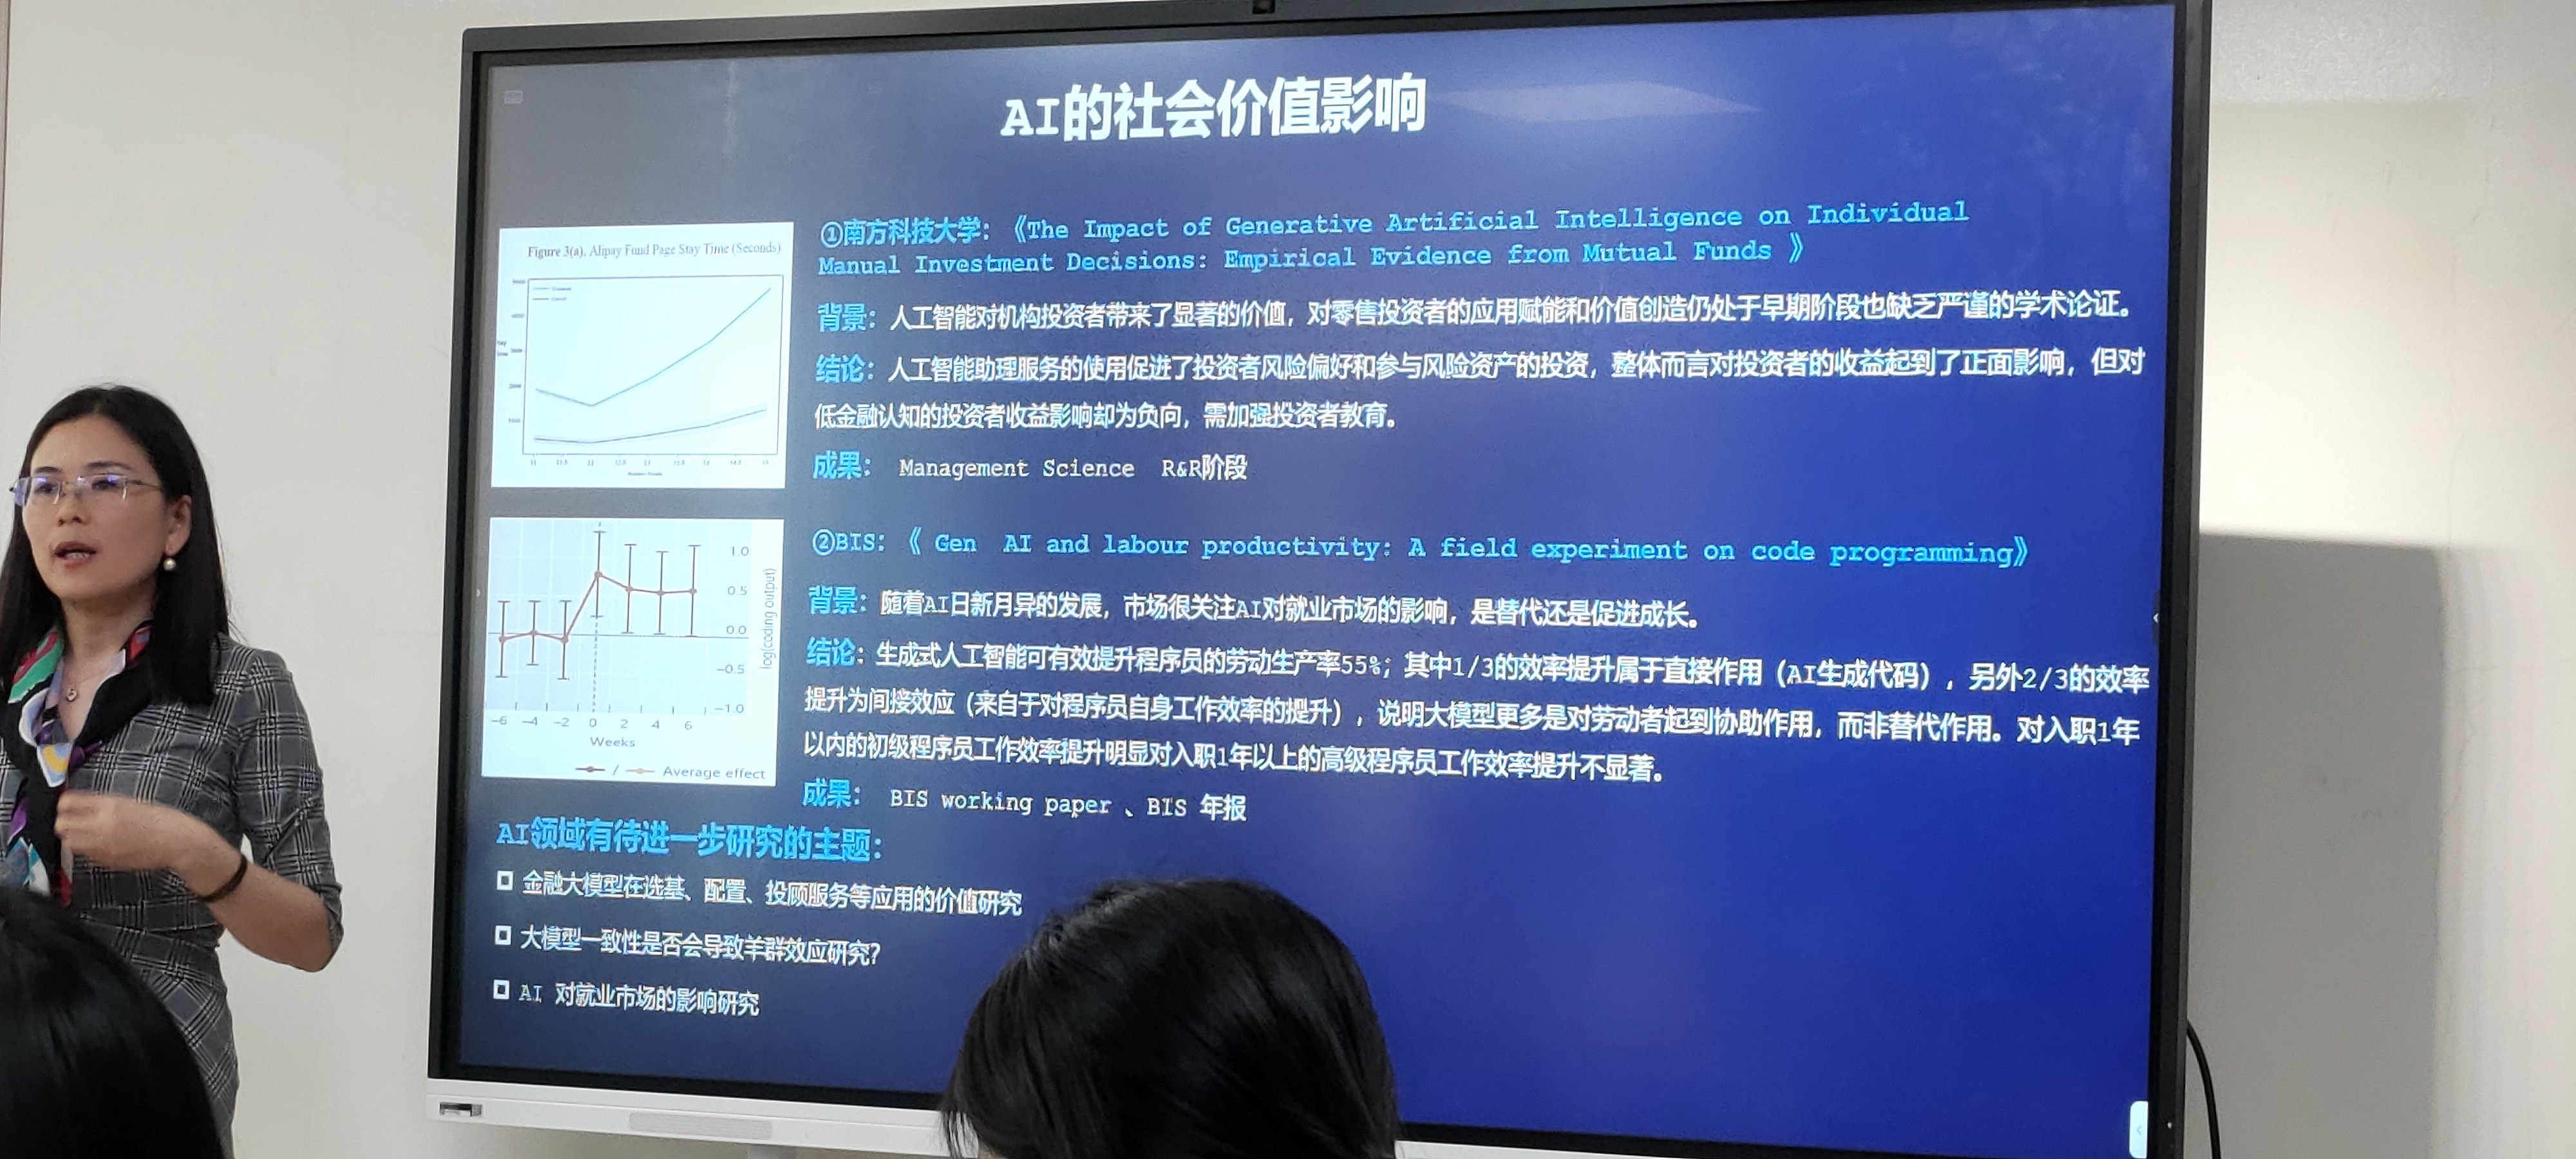 AI的社会价值影响
Figure 3(a). Alipay Fund Page Stay Time (Seconds)
①南方科技大学：《The Impact of Generative Artificial Intelligence on Individual
Manual Investment Decisions: Empirical Evidence from Mutual Funds 》
背景：人工智能对机构投资者带来了显著的价值，对零售投资者的应用赋能和价值创造仍处于早期阶段也缺乏严谨的学术论证。
结论：人工智能助理服务的使用促进了投资者风险偏好和参与风险资产的投资，整体而言对投资者的收益起到了正面影响，但对
低金融认知的投资者收益影响却为负向，需加强投资者教育。
成果： Management Science R&R阶段
1.0
0.5
0.0
-0.5
-1.0
log(coding output)
-6 -4 -2 0 2 4 6
Weeks
/ Average effect
②BIS：《 Gen AI and labour productivity: A field experiment on code programming》
背景：随着AI日新月异的发展，市场很关注AI对就业市场的影响，是替代还是促进成长。
结论：生成式人工智能可有效提升程序员的劳动生产率55%；其中1/3的效率提升属于直接作用（AI生成代码），另外2/3的效率
提升为间接效应（来自于对程序员自身工作效率的提升），说明大模型更多是对劳动者起到协助作用，而非替代作用。对入职1年
以内的初级程序员工作效率提升明显对入职1年以上的高级程序员工作效率提升不显著。
成果： BIS working paper 、BIS 年报
AI领域有待进一步研究的主题：
金融大模型在选基、配置、投顾服务等应用的价值研究
大模型一致性是否会导致羊群效应研究?
AI 对就业市场的影响研究